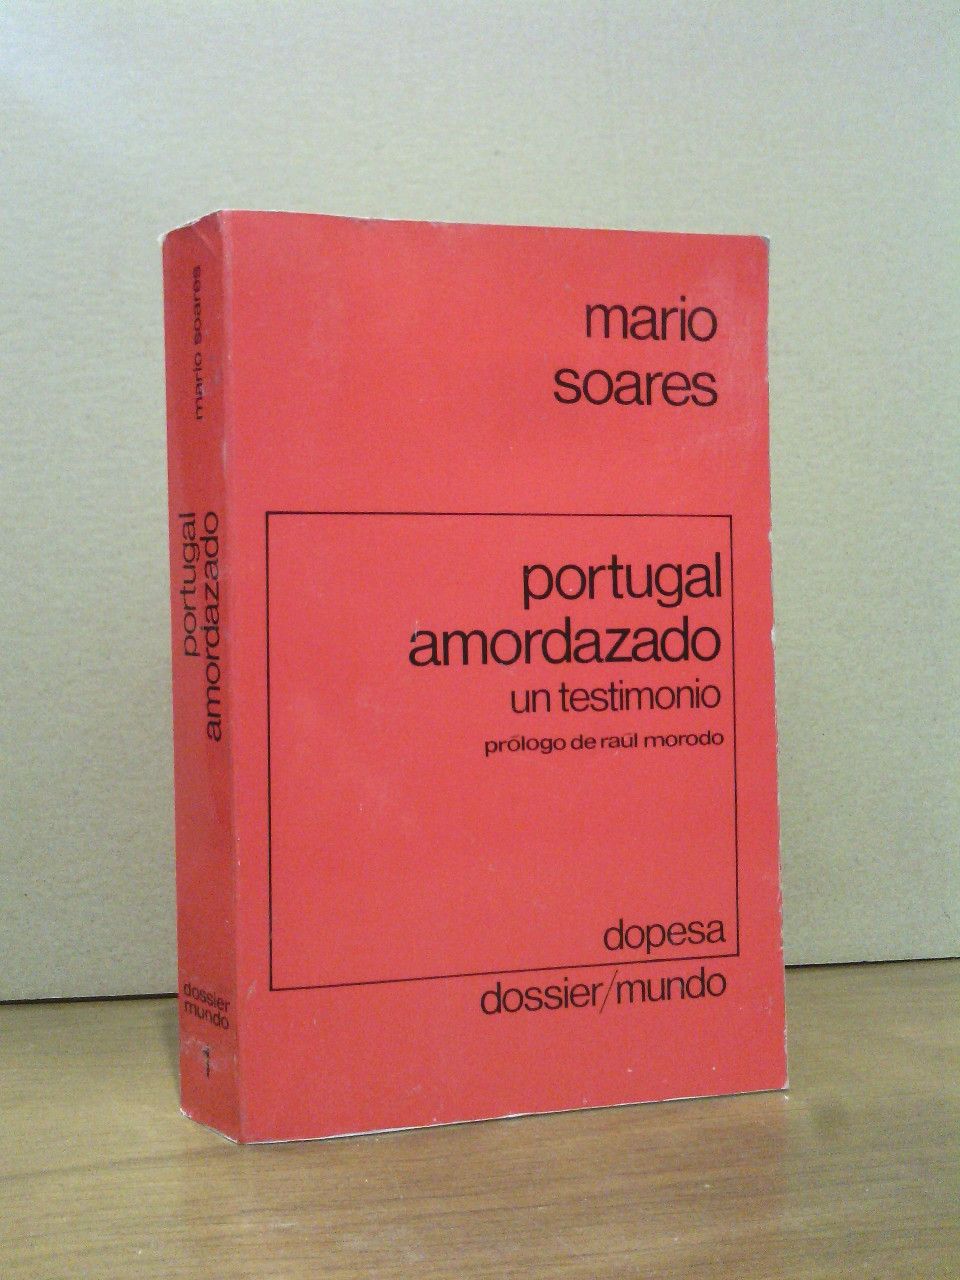 mario
soares
portugal
amordazado
un testimonio
prólogo de raúl morodo
dopesa
dossier/mundo
mario soares
portugal
amordazado
dossier
mundo
1